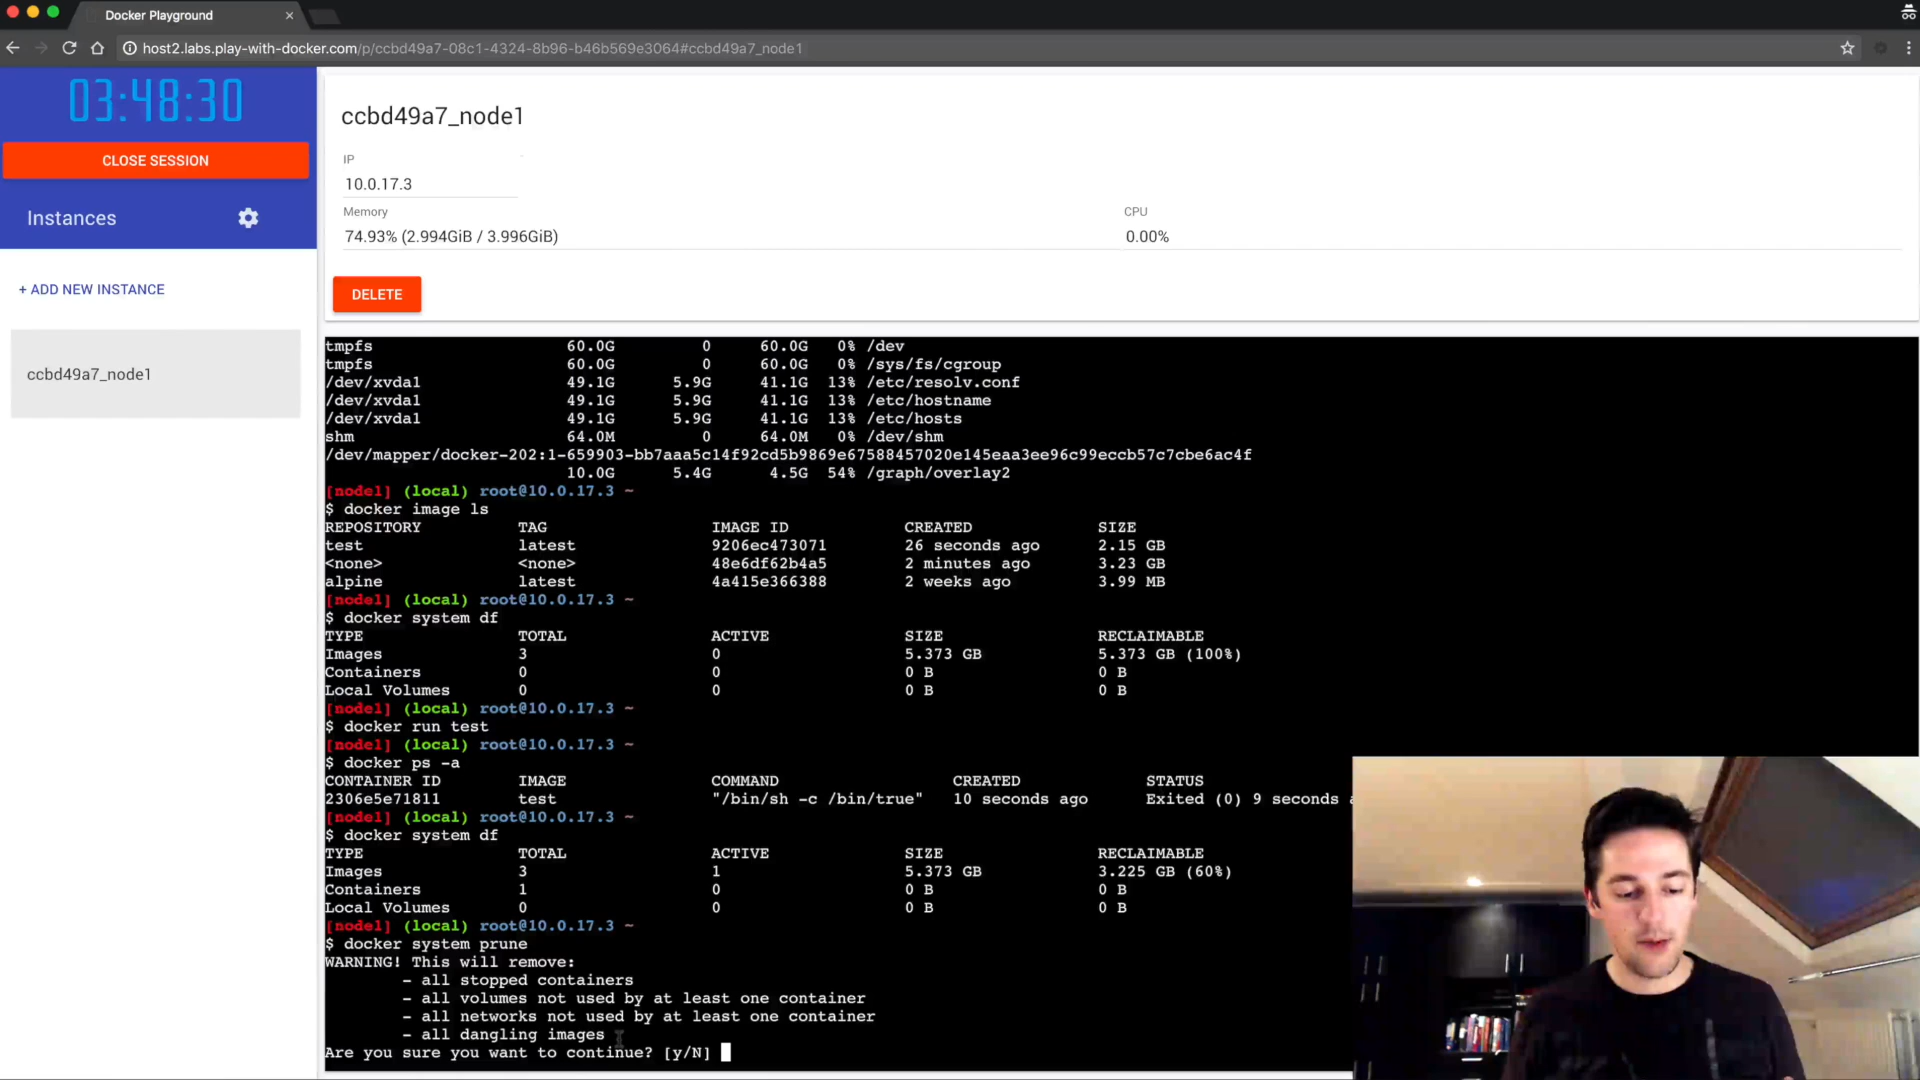 Docker Playground
host2.labs.play-with-docker.com/p/ccbd49a7-08c1-4324-8b96-b46b569e3064#ccbd49a7_node1
03:48:30
CLOSE SESSION
Instances
+ ADD NEW INSTANCE
ccbd49a7_node1
ccbd49a7_node1
IP
10.0.17.3
Memory
CPU
74.93% (2.994GiB / 3.996GiB)
0.00%
DELETE
tmpfs 60.0G 0 60.0G 0% /dev
tmpfs 60.0G 0 60.0G 0% /sys/fs/cgroup
/dev/xvda1 49.1G 5.9G 41.1G 13% /etc/resolv.conf
/dev/xvda1 49.1G 5.9G 41.1G 13% /etc/hostname
/dev/xvda1 49.1G 5.9G 41.1G 13% /etc/hosts
shm 64.0M 0 64.0M 0% /dev/shm
/dev/mapper/docker-202:1-659903-bb7aaa5c14f92cd5b9869e67588457020e145eaa3ee96c99eccb57c7cbe6ac4f
10.0G 5.4G 4.5G 54% /graph/overlay2
[node1] (local) root@10.0.17.3 ~
$ docker image ls
REPOSITORY TAG IMAGE ID CREATED SIZE
test latest 9206ec473071 26 seconds ago 2.15 GB
<none> <none> 48e6df62b4a5 2 minutes ago 3.23 GB
alpine latest 4a415e366388 2 weeks ago 3.99 MB
[node1] (local) root@10.0.17.3 ~
$ docker system df
TYPE TOTAL ACTIVE SIZE RECLAIMABLE
Images 3 0 5.373 GB 5.373 GB (100%)
Containers 0 0 0 B 0 B
Local Volumes 0 0 0 B 0 B
[node1] (local) root@10.0.17.3 ~
$ docker run test
[node1] (local) root@10.0.17.3 ~
$ docker ps -a
CONTAINER ID IMAGE COMMAND CREATED STATUS
2306e5e71811 test "/bin/sh -c /bin/true" 10 seconds ago Exited (0) 9 seconds
[node1] (local) root@10.0.17.3 ~
$ docker system df
TYPE TOTAL ACTIVE SIZE RECLAIMABLE
Images 3 1 5.373 GB 3.225 GB (60%)
Containers 1 0 0 B 0 B
Local Volumes 0 0 0 B 0 B
[node1] (local) root@10.0.17.3 ~
$ docker system prune
WARNING! This will remove:
- all stopped containers
- all volumes not used by at least one container
- all networks not used by at least one container
- all dangling images
Are you sure you want to continue? [y/N]